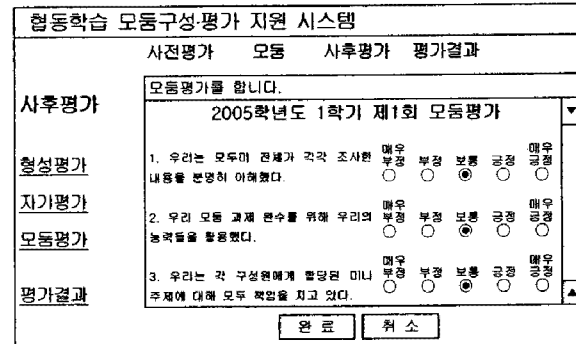 협동학습 모둠구성·평가 지원 시스템
사전평가 모둠 사후평가 평가결과
사후평가
형성평가
자가평가
모둠평가
평가결과
모둠평가를 합니다.
2005학년도 1학기 제1회 모둠평가
1. 우리는 모두미 전제가 각각 조사한
내용을 분명히 이해했다.
매우 부정 부정 보통 긍정 매우 긍정
2. 우리 모둠 과제 완수를 위해 우리의
능력들을 활용했다.
매우 부정 부정 보통 긍정 매우 긍정
3. 우리는 각 구성원에게 할당된 미니
주제에 대해 모두 책임을 지고 있다.
매우 부정 부정 보통 긍정 매우 긍정
완 료 취 소